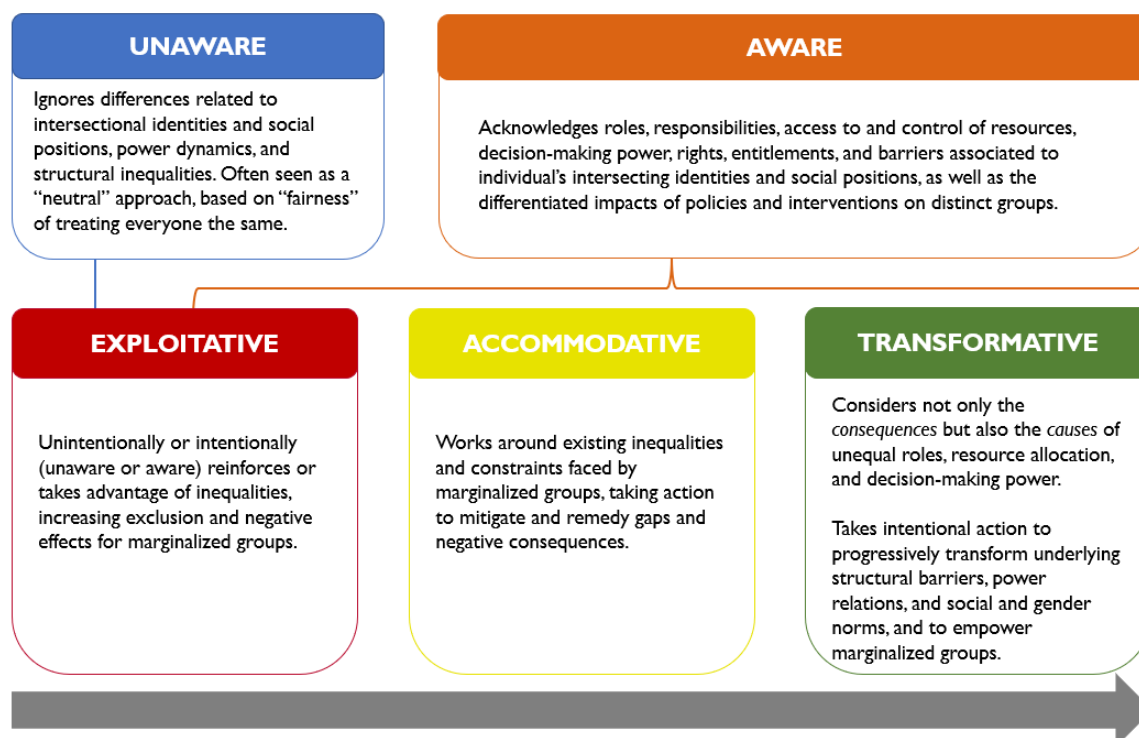 UNAWARE
Ignores differences related to
intersectional identities and social
positions, power dynamics, and
structural inequalities. Often seen as a
“neutral” approach, based on “fairness”
of treating everyone the same.
AWARE
Acknowledges roles, responsibilities, access to and control of resources,
decision-making power, rights, entitlements, and barriers associated to
individual’s intersecting identities and social positions, as well as the
differentiated impacts of policies and interventions on distinct groups.
EXPLOITATIVE
Unintentionally or intentionally
(unaware or aware) reinforces or
takes advantage of inequalities,
increasing exclusion and negative
effects for marginalized groups.
ACCOMMODATIVE
Works around existing inequalities
and constraints faced by
marginalized groups, taking action
to mitigate and remedy gaps and
negative consequences.
TRANSFORMATIVE
Considers not only the
consequences but also the causes of
unequal roles, resource allocation,
and decision-making power.
Takes intentional action to
progressively transform underlying
structural barriers, power
relations, and social and gender
norms, and to empower
marginalized groups.